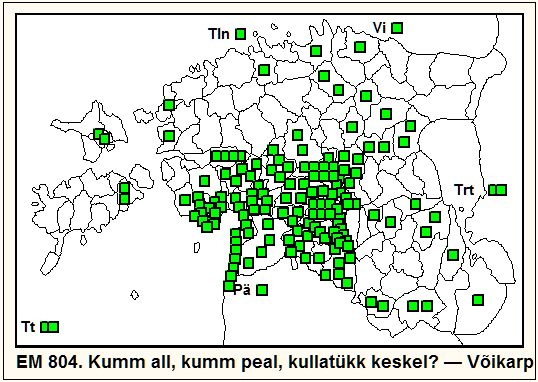 Tln
Vi
Trt
Pä
Tt
EM 804. Kumm all, kumm peal, kullatükk keskel? — Võikarp